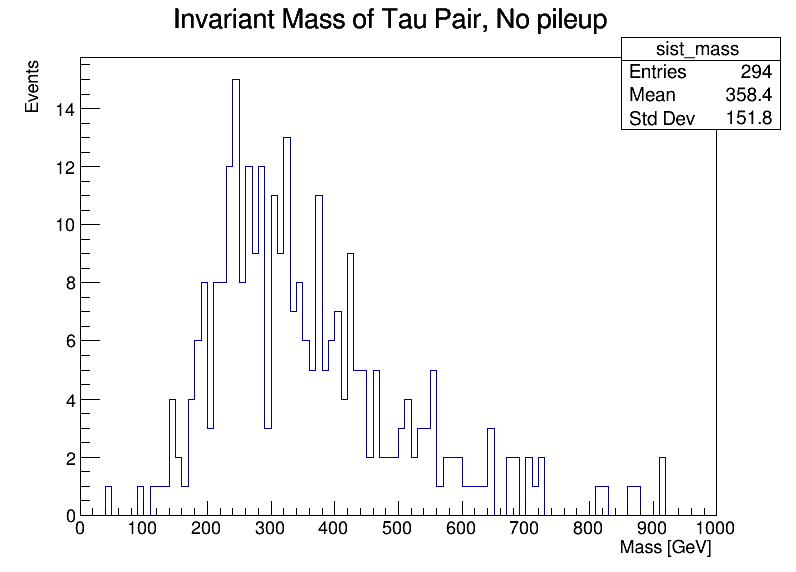 Invariant Mass of Tau Pair, No pileup
sist_mass
Entries 294
Mean 358.4
Std Dev 151.8
Events
14
12
10
8
6
4
2
0
0 100 200 300 400 500 600 700 800 900 1000
Mass [GeV]